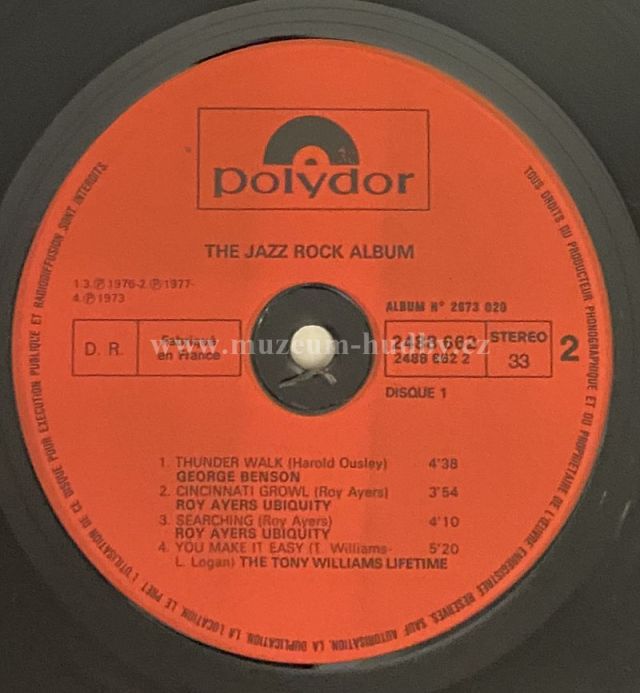 polydor
THE JAZZ ROCK ALBUM
1.3.℗1976-2.℗1977-
4.℗1973
ALBUM N° 2673 020
D. R.
Fabriqué
en France
2488 662
2488 662 2
STEREO
33
2
DISQUE 1
1. THUNDER WALK (Harold Ousley) 4'38
GEORGE BENSON
2. CINCINNATI GROWL (Roy Ayers) 3'54
ROY AYERS UBIQUITY
3. SEARCHING (Roy Ayers) 4'10
ROY AYERS UBIQUITY
4. YOU MAKE IT EASY (T. Williams- 5'20
L. Logan) THE TONY WILLIAMS LIFETIME
TOUS DROITS DU PRODUCTEUR PHONOGRAPHIQUE ET DU PROPRIETAIRE DE L'ŒUVRE ENREGISTREE RESERVES. SAUF AUTORISATION, LA DUPLICATION, LA LOCATION, LE PRET, L'UTILISATION DE CE DISQUE POUR EXECUTION PUBLIQUE ET RADIODIFFUSION SONT INTERDITS.
www.muzeum-hudby.cz